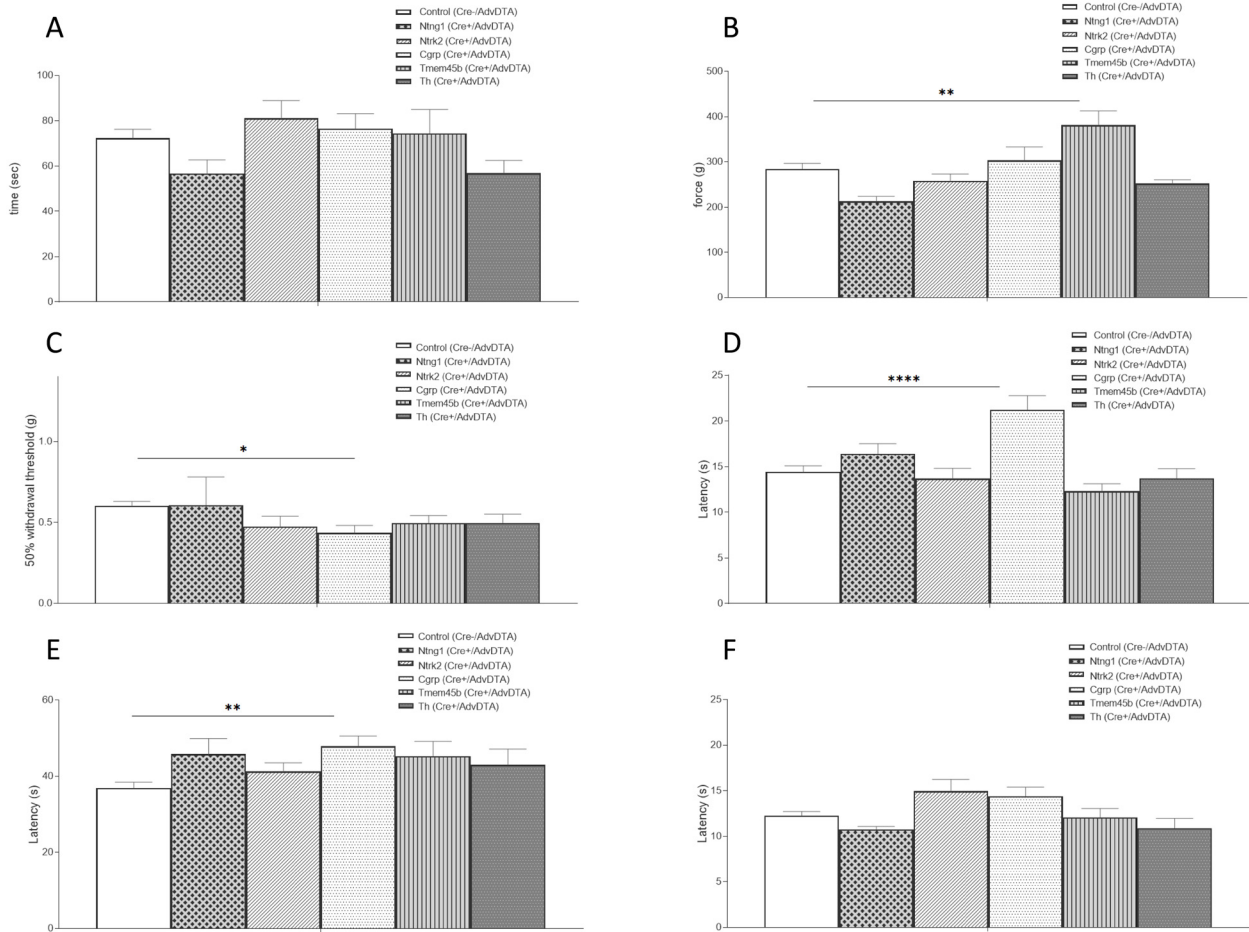 A
Control (Cre-/AdvDTA)
Ntng1 (Cre+/AdvDTA)
Ntrk2 (Cre+/AdvDTA)
Cgrp (Cre+/AdvDTA)
Tmem45b (Cre+/AdvDTA)
Th (Cre+/AdvDTA)
100
80
60
40
20
0
time (sec)
B
Control (Cre-/AdvDTA)
Ntng1 (Cre+/AdvDTA)
Ntrk2 (Cre+/AdvDTA)
Cgrp (Cre+/AdvDTA)
Tmem45b (Cre+/AdvDTA)
Th (Cre+/AdvDTA)
500
400
300
200
100
0
force (g)
**
C
Control (Cre-/AdvDTA)
Ntng1 (Cre+/AdvDTA)
Ntrk2 (Cre+/AdvDTA)
Cgrp (Cre+/AdvDTA)
Tmem45b (Cre+/AdvDTA)
Th (Cre+/AdvDTA)
1.0
0.5
0.0
50% withdrawal threshold (g)
*
D
Control (Cre-/AdvDTA)
Ntng1 (Cre+/AdvDTA)
Ntrk2 (Cre+/AdvDTA)
Cgrp (Cre+/AdvDTA)
Tmem45b (Cre+/AdvDTA)
Th (Cre+/AdvDTA)
25
20
15
10
5
0
Latency (s)
****
E
Control (Cre-/AdvDTA)
Ntng1 (Cre+/AdvDTA)
Ntrk2 (Cre+/AdvDTA)
Cgrp (Cre+/AdvDTA)
Tmem45b (Cre+/AdvDTA)
Th (Cre+/AdvDTA)
60
40
20
0
Latency (s)
**
F
Control (Cre-/AdvDTA)
Ntng1 (Cre+/AdvDTA)
Ntrk2 (Cre+/AdvDTA)
Cgrp (Cre+/AdvDTA)
Tmem45b (Cre+/AdvDTA)
Th (Cre+/AdvDTA)
25
20
15
10
5
0
Latency (s)